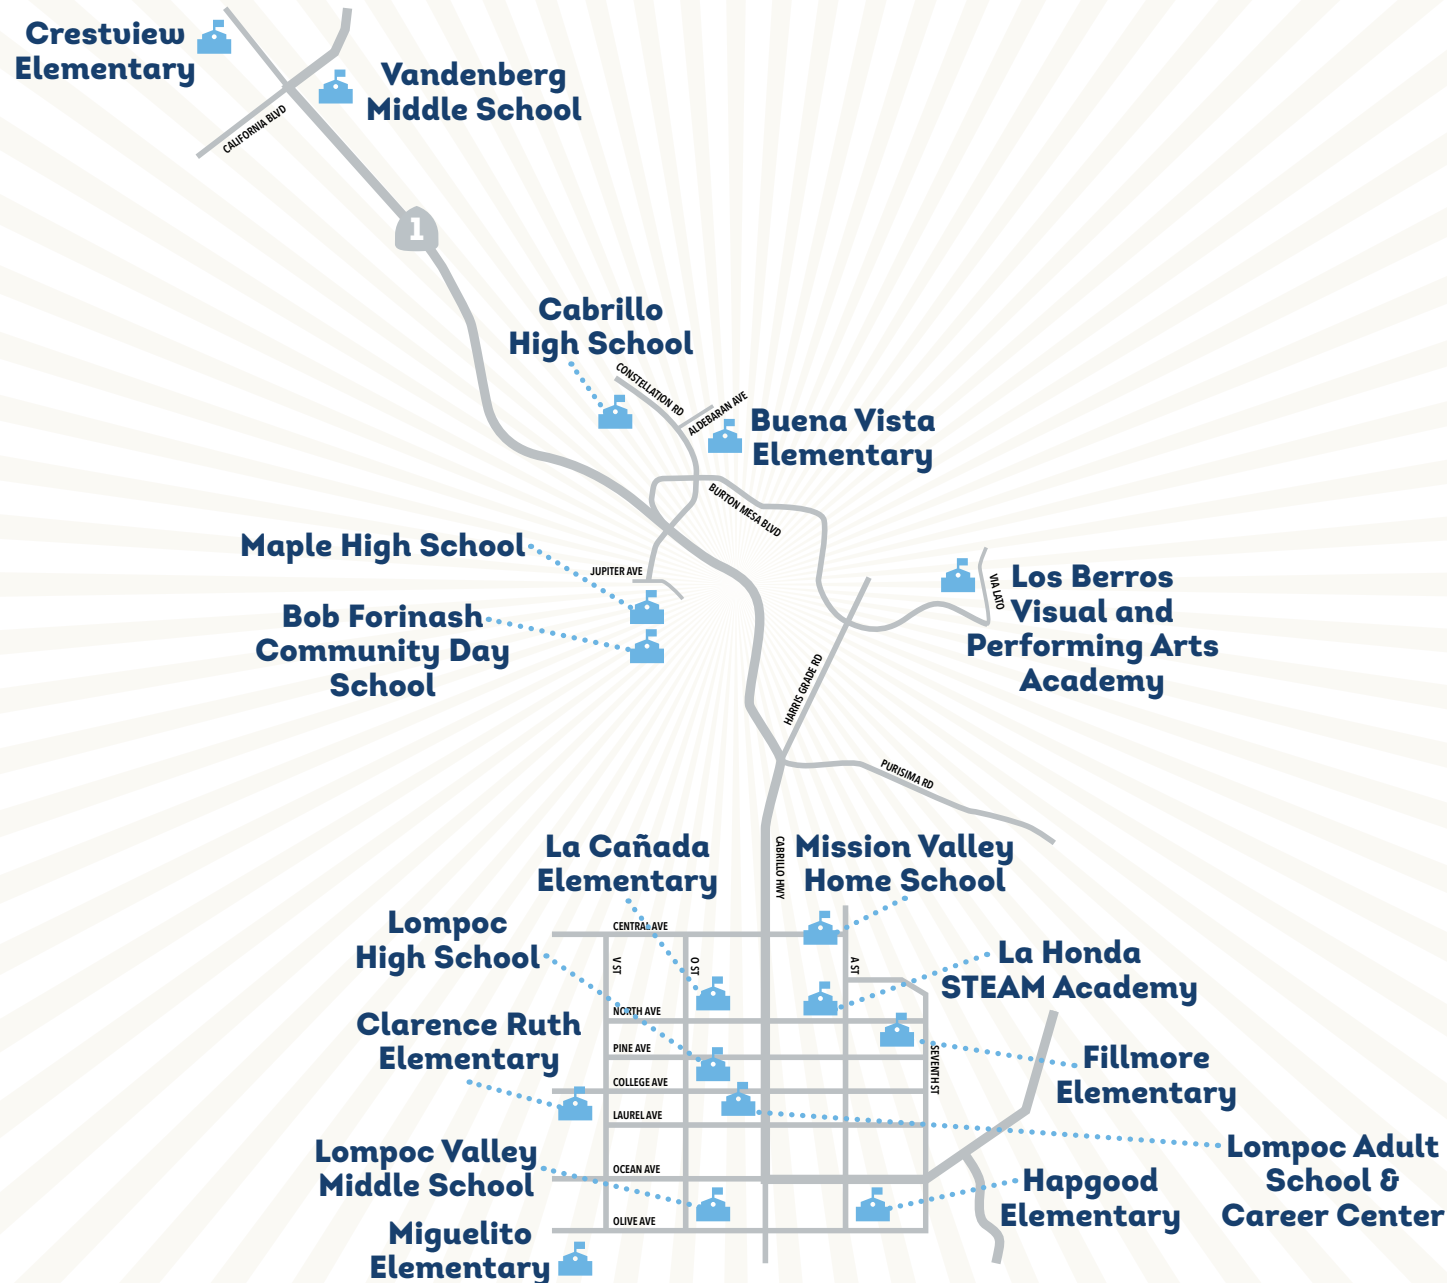 Crestview
Elementary
Vandenberg
Middle School
CALIFORNIA BLVD
1
Cabrillo
High School
CONSTELLATION RD
ALDEBARAN AVE
Buena Vista
Elementary
BURTON MESA BLVD
Maple High School
JUPITER AVE
Bob Forinash
Community Day
School
VIA LATO
Los Berros
Visual and
Performing Arts
Academy
HARRIS GRADE RD
PURISIMA RD
CABRILLO HWY
La Cañada
Elementary
Mission Valley
Home School
Lompoc
High School
CENTRAL AVE
V ST
O ST
A ST
La Honda
STEAM Academy
NORTH AVE
Clarence Ruth
Elementary
PINE AVE
SEVENTH ST
Fillmore
Elementary
COLLEGE AVE
LAUREL AVE
Lompoc Adult
School &
Career Center
Lompoc Valley
Middle School
OCEAN AVE
Hapgood
Elementary
OLIVE AVE
Miguelito
Elementary